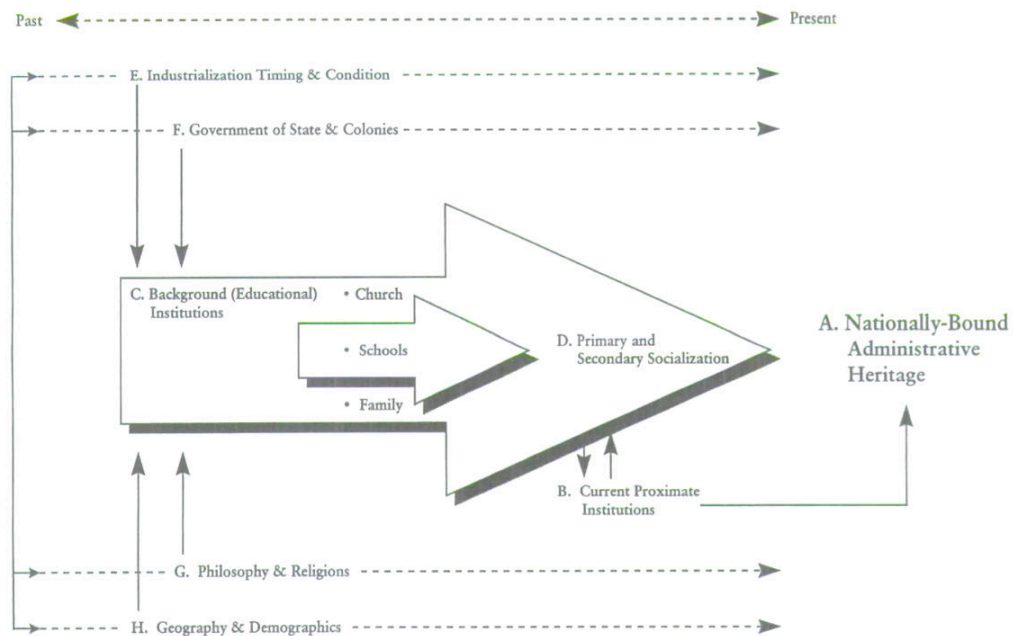 Past
Present
E. Industrialization Timing & Condition
F. Government of State & Colonies
C. Background (Educational)
Institutions
• Church
• Schools
• Family
D. Primary and
Secondary Socialization
A. Nationally-Bound
Administrative
Heritage
B. Current Proximate
Institutions
G. Philosophy & Religions
H. Geography & Demographics